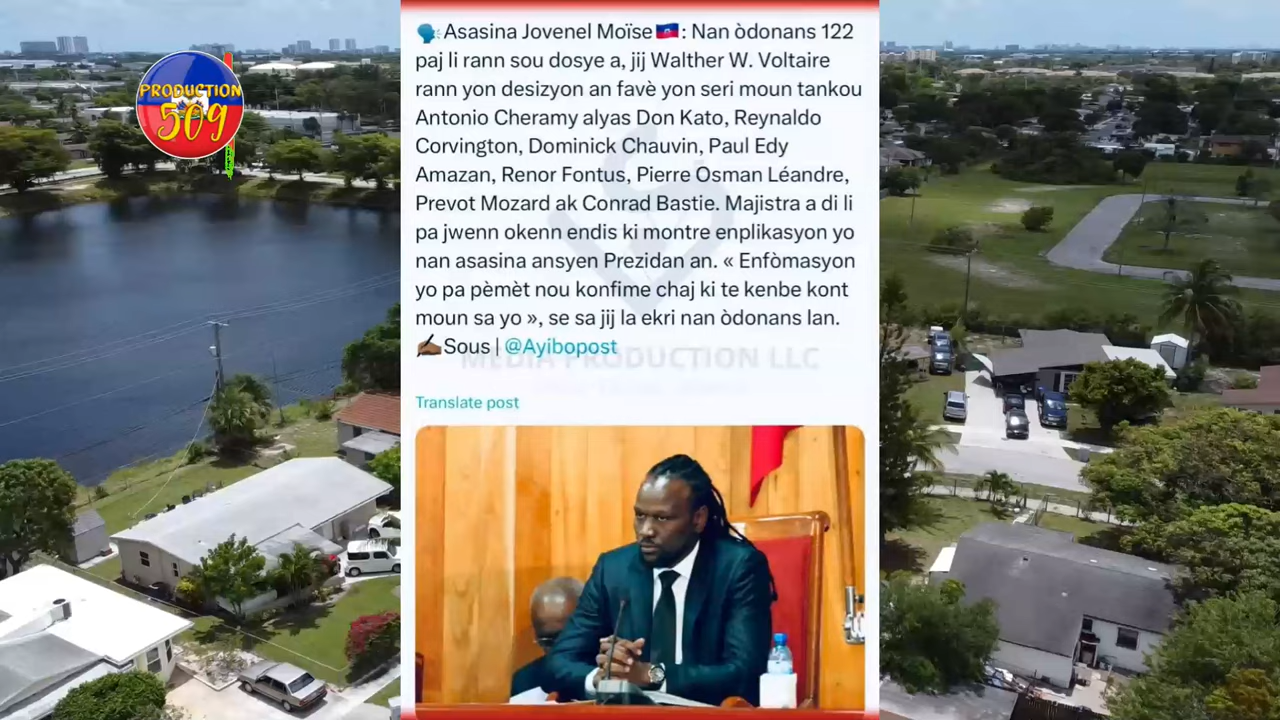 PRODUCTION
509
🗣️Asasina Jovenel Moïse🇭🇹: Nan òdonans 122
paj li rann sou dosye a, jij Walther W. Voltaire
rann yon desizyon an favè yon seri moun tankou
Antonio Cheramy alyas Don Kato, Reynaldo
Corvington, Dominick Chauvin, Paul Edy
Amazan, Renor Fontus, Pierre Osman Léandre,
Prevot Mozard ak Conrad Bastie. Majistra a di li
pa jwenn okenn endis ki montre enplikasyon yo
nan asasina ansyen Prezidan an. « Enfòmasyon
yo pa pèmèt nou konfime chaj ki te kenbe kont
moun sa yo », se sa jij la ekri nan òdonans lan.
✍🏾Sous | @Ayibopost
MEDIA PRODUCTION LLC
Translate post